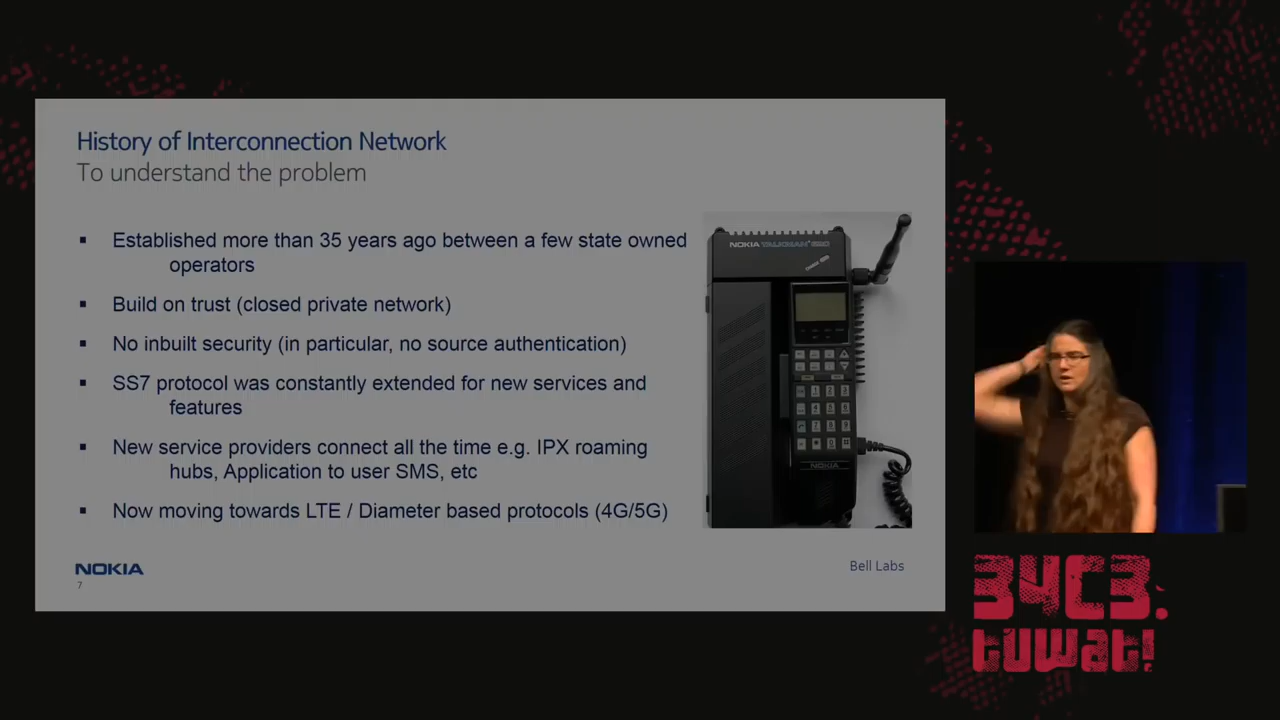 History of Interconnection Network
To understand the problem
▪ Established more than 35 years ago between a few state owned
operators
▪ Build on trust (closed private network)
▪ No inbuilt security (in particular, no source authentication)
▪ SS7 protocol was constantly extended for new services and
features
▪ New service providers connect all the time e.g. IPX roaming
hubs, Application to user SMS, etc
▪ Now moving towards LTE / Diameter based protocols (4G/5G)
NOKIA
7
Bell Labs
NOKIA TALKMAN
NOKIA
34C3.
tuwat!